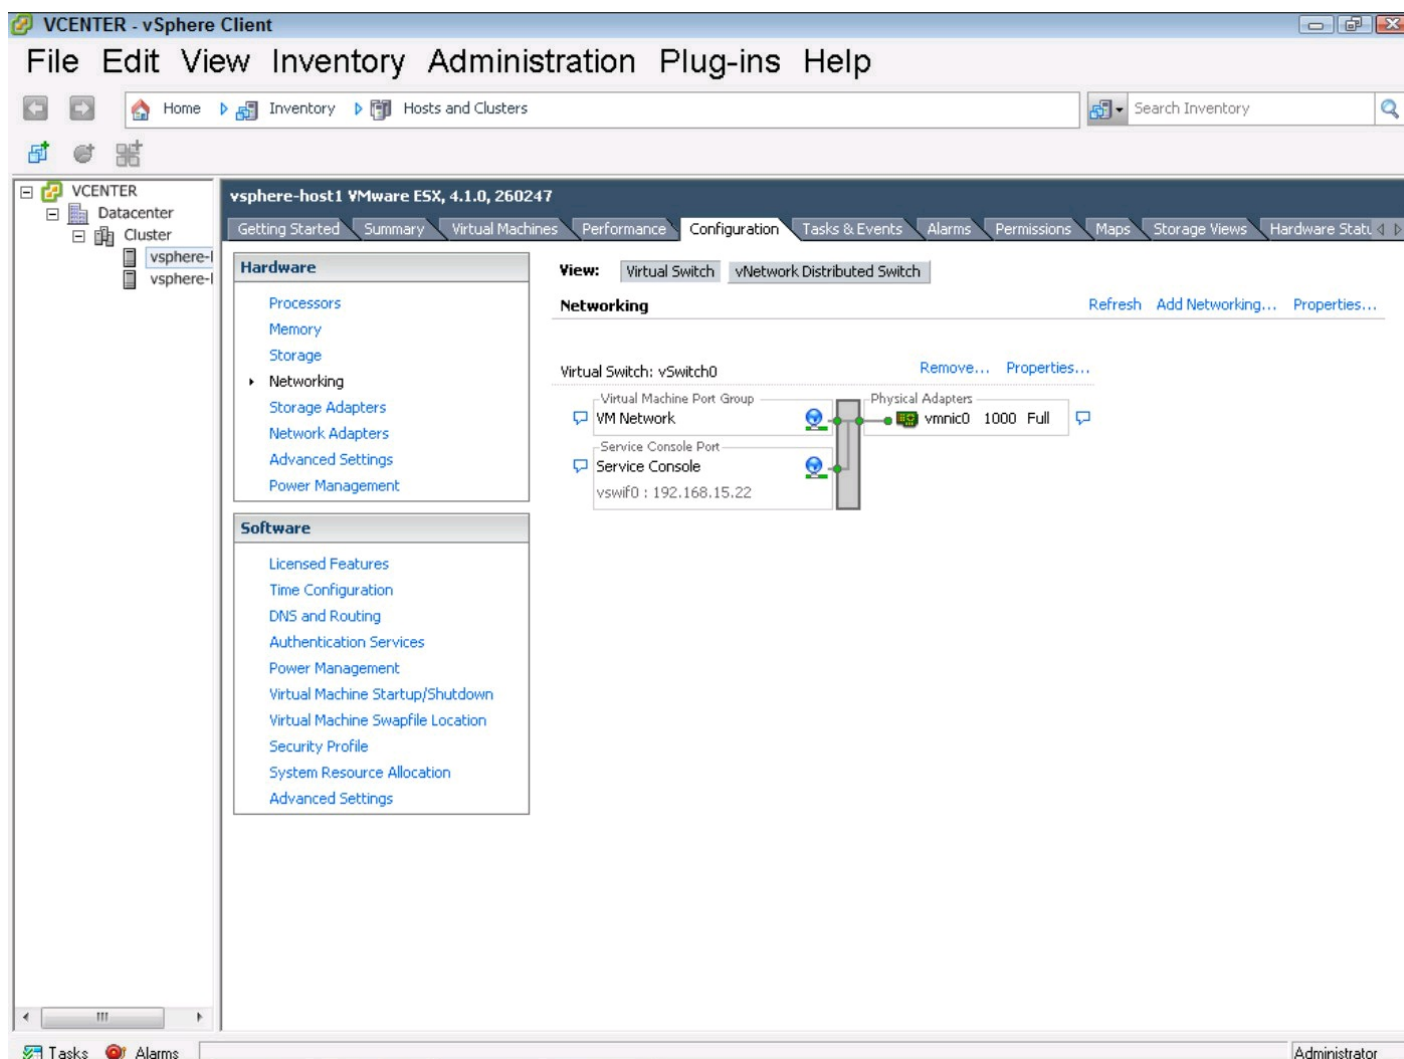 VCENTER - vSphere Client
File Edit View Inventory Administration Plug-ins Help
Home Inventory Hosts and Clusters
Search Inventory
VCENTER
Datacenter
Cluster
vsphere-
vsphere-
vsphere-host1 VMware ESX, 4.1.0, 260247
Getting Started Summary Virtual Machines Performance Configuration Tasks & Events Alarms Permissions Maps Storage Views Hardware Statu
Hardware
Processors
Memory
Storage
Networking
Storage Adapters
Network Adapters
Advanced Settings
Power Management
Software
Licensed Features
Time Configuration
DNS and Routing
Authentication Services
Power Management
Virtual Machine Startup/Shutdown
Virtual Machine Swapfile Location
Security Profile
System Resource Allocation
Advanced Settings
View: Virtual Switch vNetwork Distributed Switch
Networking Refresh Add Networking... Properties...
Virtual Switch: vSwitch0 Remove... Properties...
Virtual Machine Port Group Physical Adapters
VM Network vmnic0 1000 Full
Service Console Port
Service Console
vswif0 : 192.168.15.22
Tasks Alarms Administrator